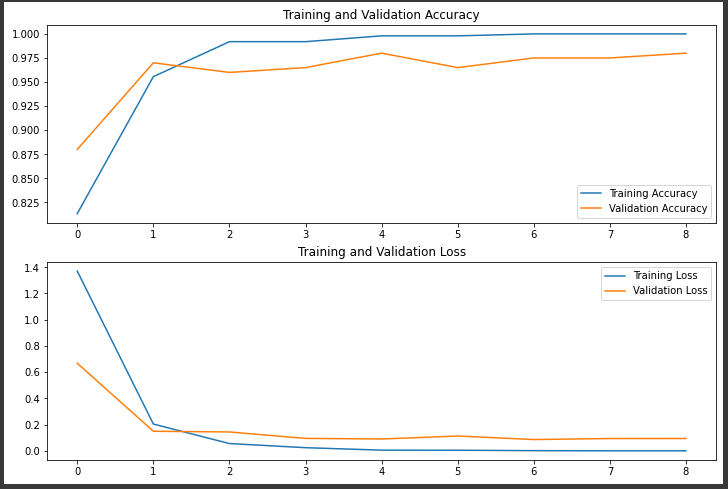 Training and Validation Accuracy
1.000
0.975
0.950
0.925
0.900
0.875
0.850
0.825
Training Accuracy
Validation Accuracy
0 1 2 3 4 5 6 7 8
Training and Validation Loss
1.4
1.2
1.0
0.8
0.6
0.4
0.2
0.0
Training Loss
Validation Loss
0 1 2 3 4 5 6 7 8